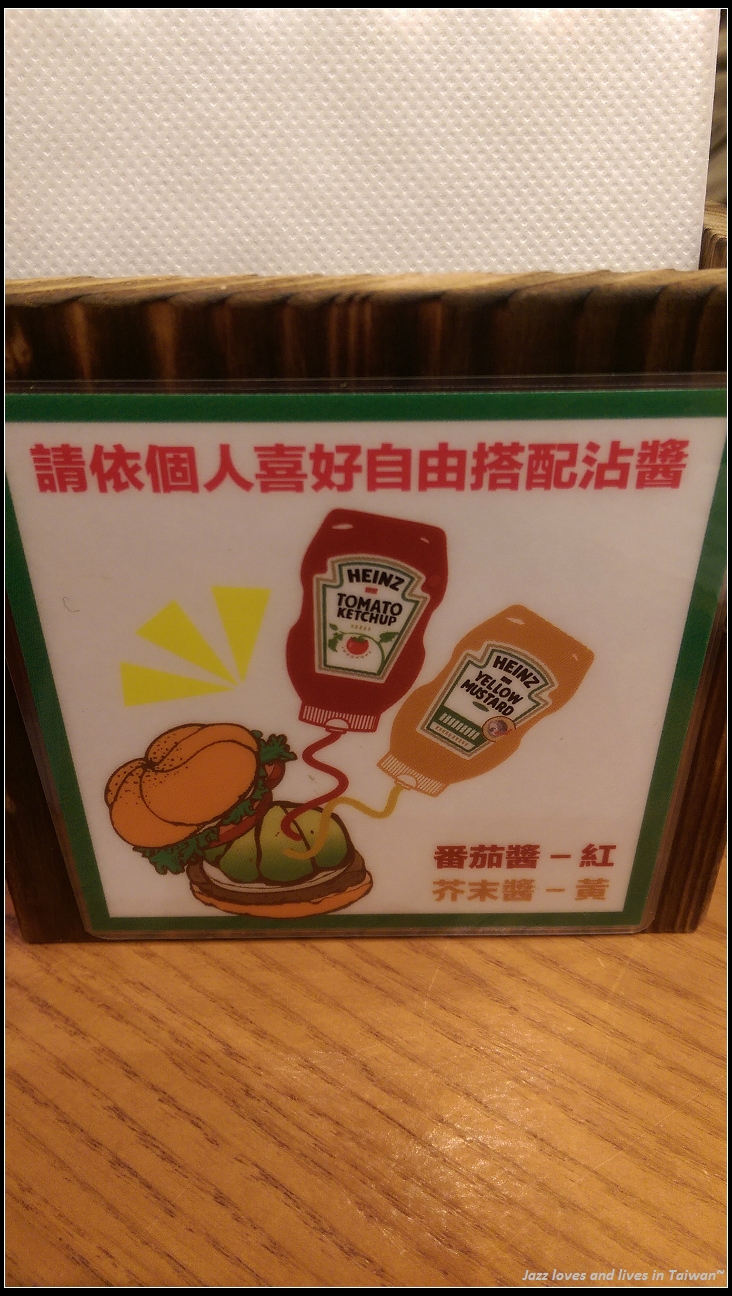 請依個人喜好自由搭配沾醬
HEINZ
TOMATO
KETCHUP
HEINZ
YELLOW
MUSTARD
番茄醬－紅
芥末醬－黃
Jazz loves and lives in Taiwan~